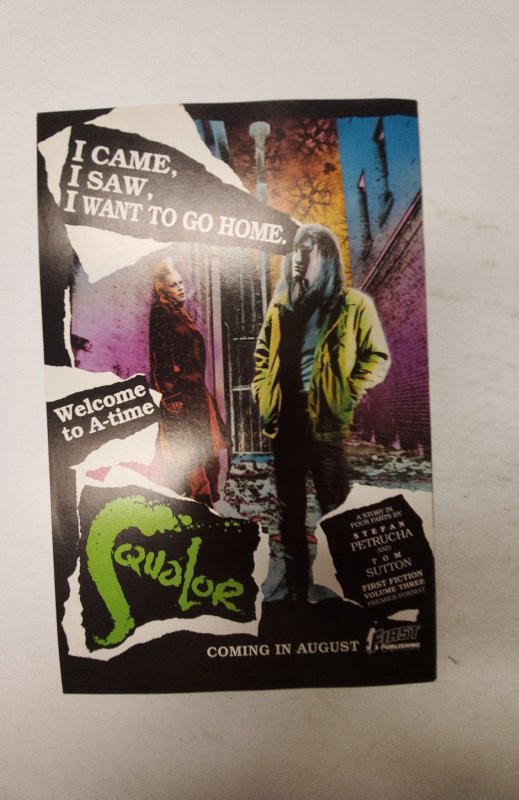 I CAME,
I SAW,
I WANT TO GO HOME.
Welcome
to A-time
Squalor
A STORY IN
FOUR PARTS BY
STEFAN
PETRUCHA
AND
TOM
SUTTON
FIRST FICTION
VOLUME THREE
PREMIER FORMAT
COMING IN AUGUST
FIRST
PUBLISHING